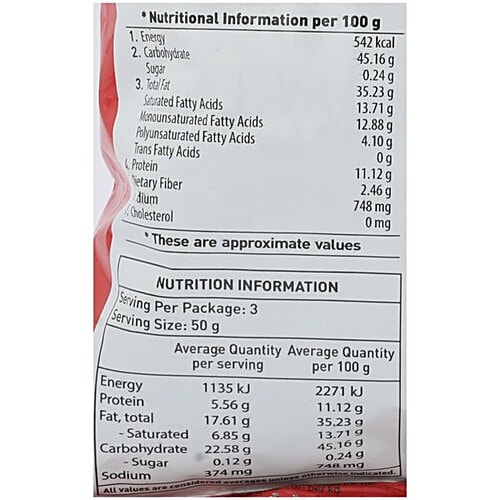 *Nutritional Information per 100 g
1. Energy 542 kcal
2. Carbohydrate 45.16 g
Sugar 0.24 g
3. Total Fat 35.23 g
Saturated Fatty Acids 13.71 g
Monounsaturated Fatty Acids 12.88 g
Polyunsaturated Fatty Acids 4.10 g
Trans Fatty Acids 0 g
Protein 11.12 g
Dietary Fiber 2.46 g
dium 748 mg
Cholesterol 0 mg
* These are approximate values
NUTRITION INFORMATION
Serving Per Package: 3
Serving Size: 50 g
Average Quantity per serving Average Quantity per 100 g
Energy 1135 kJ 2271 kJ
Protein 5.56 g 11.12 g
Fat, total 17.61 g 35.23 g
- Saturated 6.85 g 13.71 g
Carbohydrate 22.58 g 45.16 g
- Sugar 0.12 g 0.24 g
Sodium 374 mg 748 mg
All values are considered averages unless otherwise indicated.